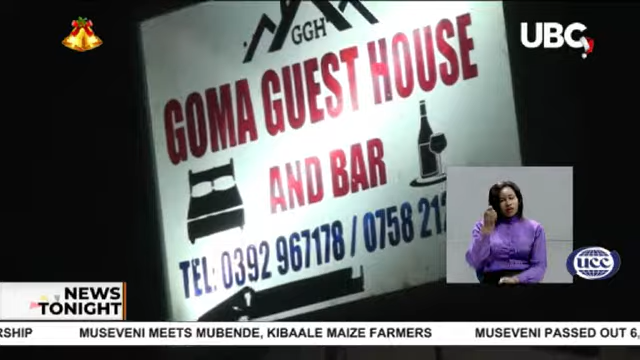 UBC
GGH
GOMA GUEST HOUSE
AND BAR
TEL: 0392 967178 / 0758 212
ucc
NEWS
TONIGHT
RSHIP MUSEVENI MEETS MUBENDE, KIBAALE MAIZE FARMERS MUSEVENI PASSED OUT 6,